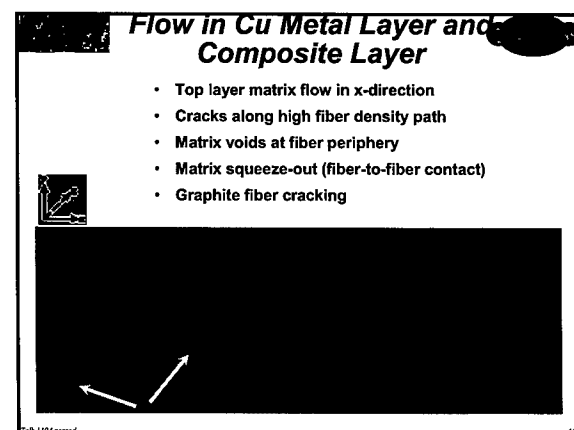 Flow in Cu Metal Layer and
Composite Layer
• Top layer matrix flow in x-direction
• Cracks along high fiber density path
• Matrix voids at fiber periphery
• Matrix squeeze-out (fiber-to-fiber contact)
• Graphite fiber cracking